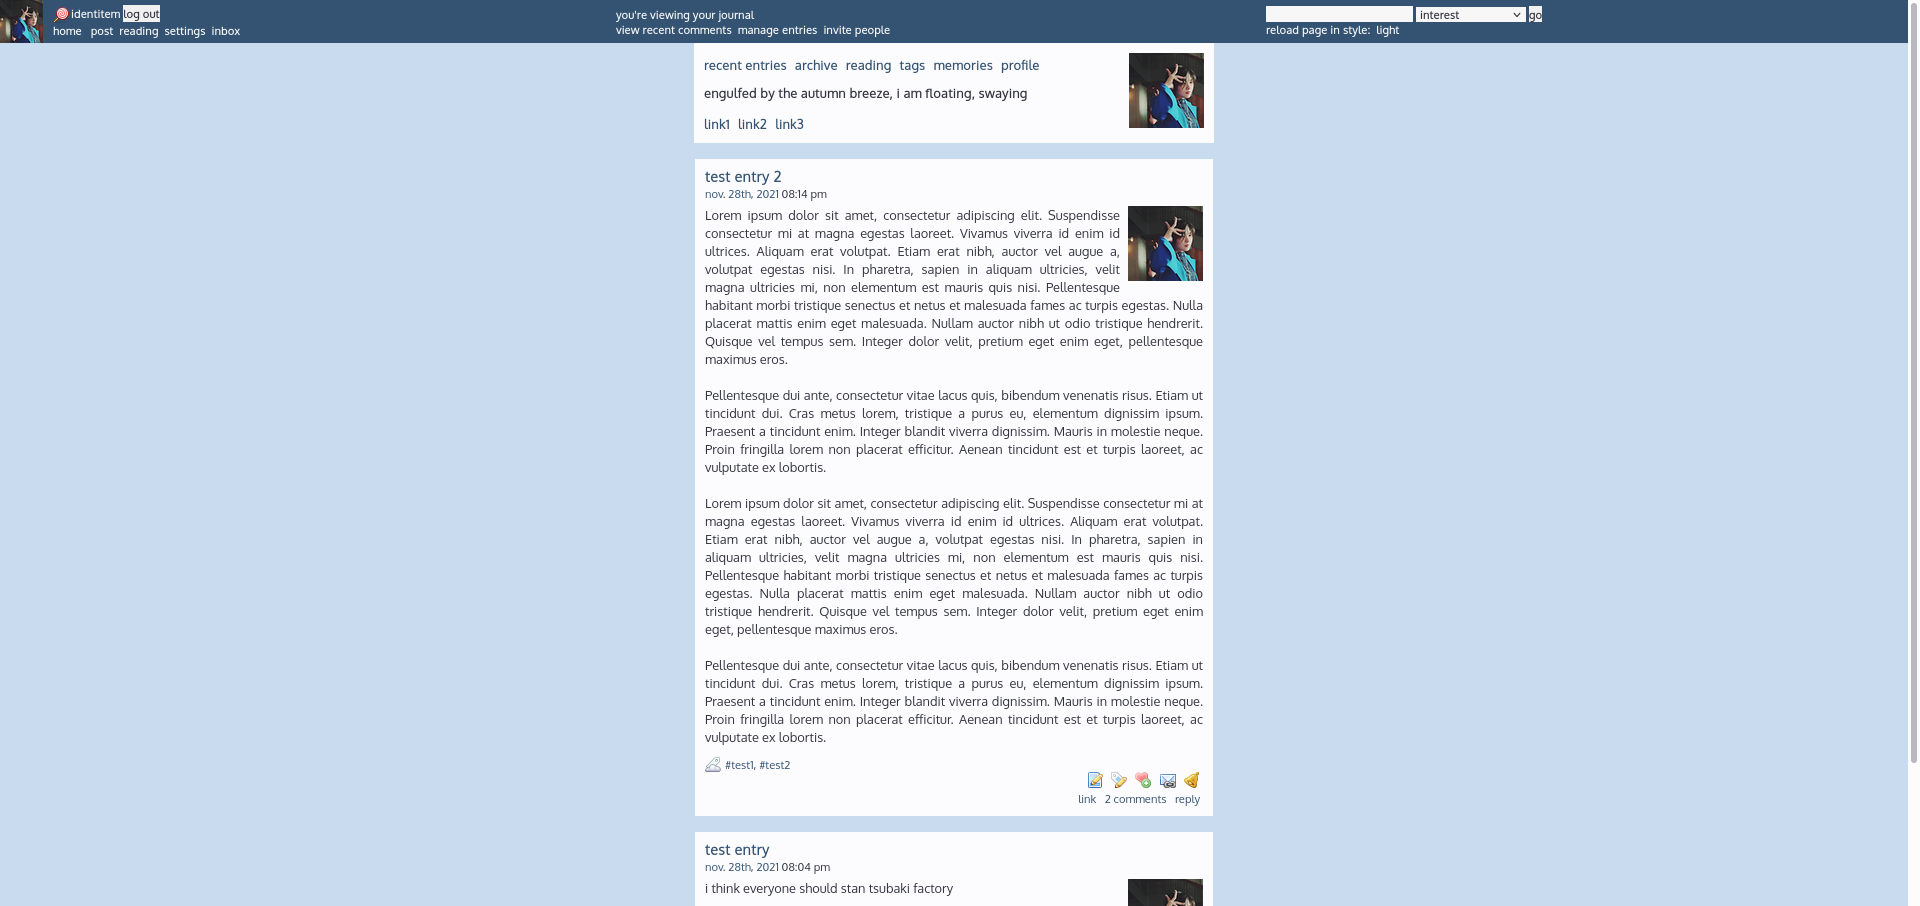 identitem log out
home post reading settings inbox
you're viewing your journal
view recent comments manage entries invite people
interest go
reload page in style: light
recent entries archive reading tags memories profile
engulfed by the autumn breeze, i am floating, swaying
link1 link2 link3
test entry 2
nov. 28th, 2021 08:14 pm
Lorem ipsum dolor sit amet, consectetur adipiscing elit. Suspendisse
consectetur mi at magna egestas laoreet. Vivamus viverra id enim id
ultrices. Aliquam erat volutpat. Etiam erat nibh, auctor vel augue a,
volutpat egestas nisi. In pharetra, sapien in aliquam ultricies, velit
magna ultricies mi, non elementum est mauris quis nisi. Pellentesque
habitant morbi tristique senectus et netus et malesuada fames ac turpis egestas. Nulla
placerat mattis enim eget malesuada. Nullam auctor nibh ut odio tristique hendrerit.
Quisque vel tempus sem. Integer dolor velit, pretium eget enim eget, pellentesque
maximus eros.
Pellentesque dui ante, consectetur vitae lacus quis, bibendum venenatis risus. Etiam ut
tincidunt dui. Cras metus lorem, tristique a purus eu, elementum dignissim ipsum.
Praesent a tincidunt enim. Integer blandit viverra dignissim. Mauris in molestie neque.
Proin fringilla lorem non placerat efficitur. Aenean tincidunt est et turpis laoreet, ac
vulputate ex lobortis.
Lorem ipsum dolor sit amet, consectetur adipiscing elit. Suspendisse consectetur mi at
magna egestas laoreet. Vivamus viverra id enim id ultrices. Aliquam erat volutpat.
Etiam erat nibh, auctor vel augue a, volutpat egestas nisi. In pharetra, sapien in
aliquam ultricies, velit magna ultricies mi, non elementum est mauris quis nisi.
Pellentesque habitant morbi tristique senectus et netus et malesuada fames ac turpis
egestas. Nulla placerat mattis enim eget malesuada. Nullam auctor nibh ut odio
tristique hendrerit. Quisque vel tempus sem. Integer dolor velit, pretium eget enim
eget, pellentesque maximus eros.
Pellentesque dui ante, consectetur vitae lacus quis, bibendum venenatis risus. Etiam ut
tincidunt dui. Cras metus lorem, tristique a purus eu, elementum dignissim ipsum.
Praesent a tincidunt enim. Integer blandit viverra dignissim. Mauris in molestie neque.
Proin fringilla lorem non placerat efficitur. Aenean tincidunt est et turpis laoreet, ac
vulputate ex lobortis.
#test1, #test2
link 2 comments reply
test entry
nov. 28th, 2021 08:04 pm
i think everyone should stan tsubaki factory